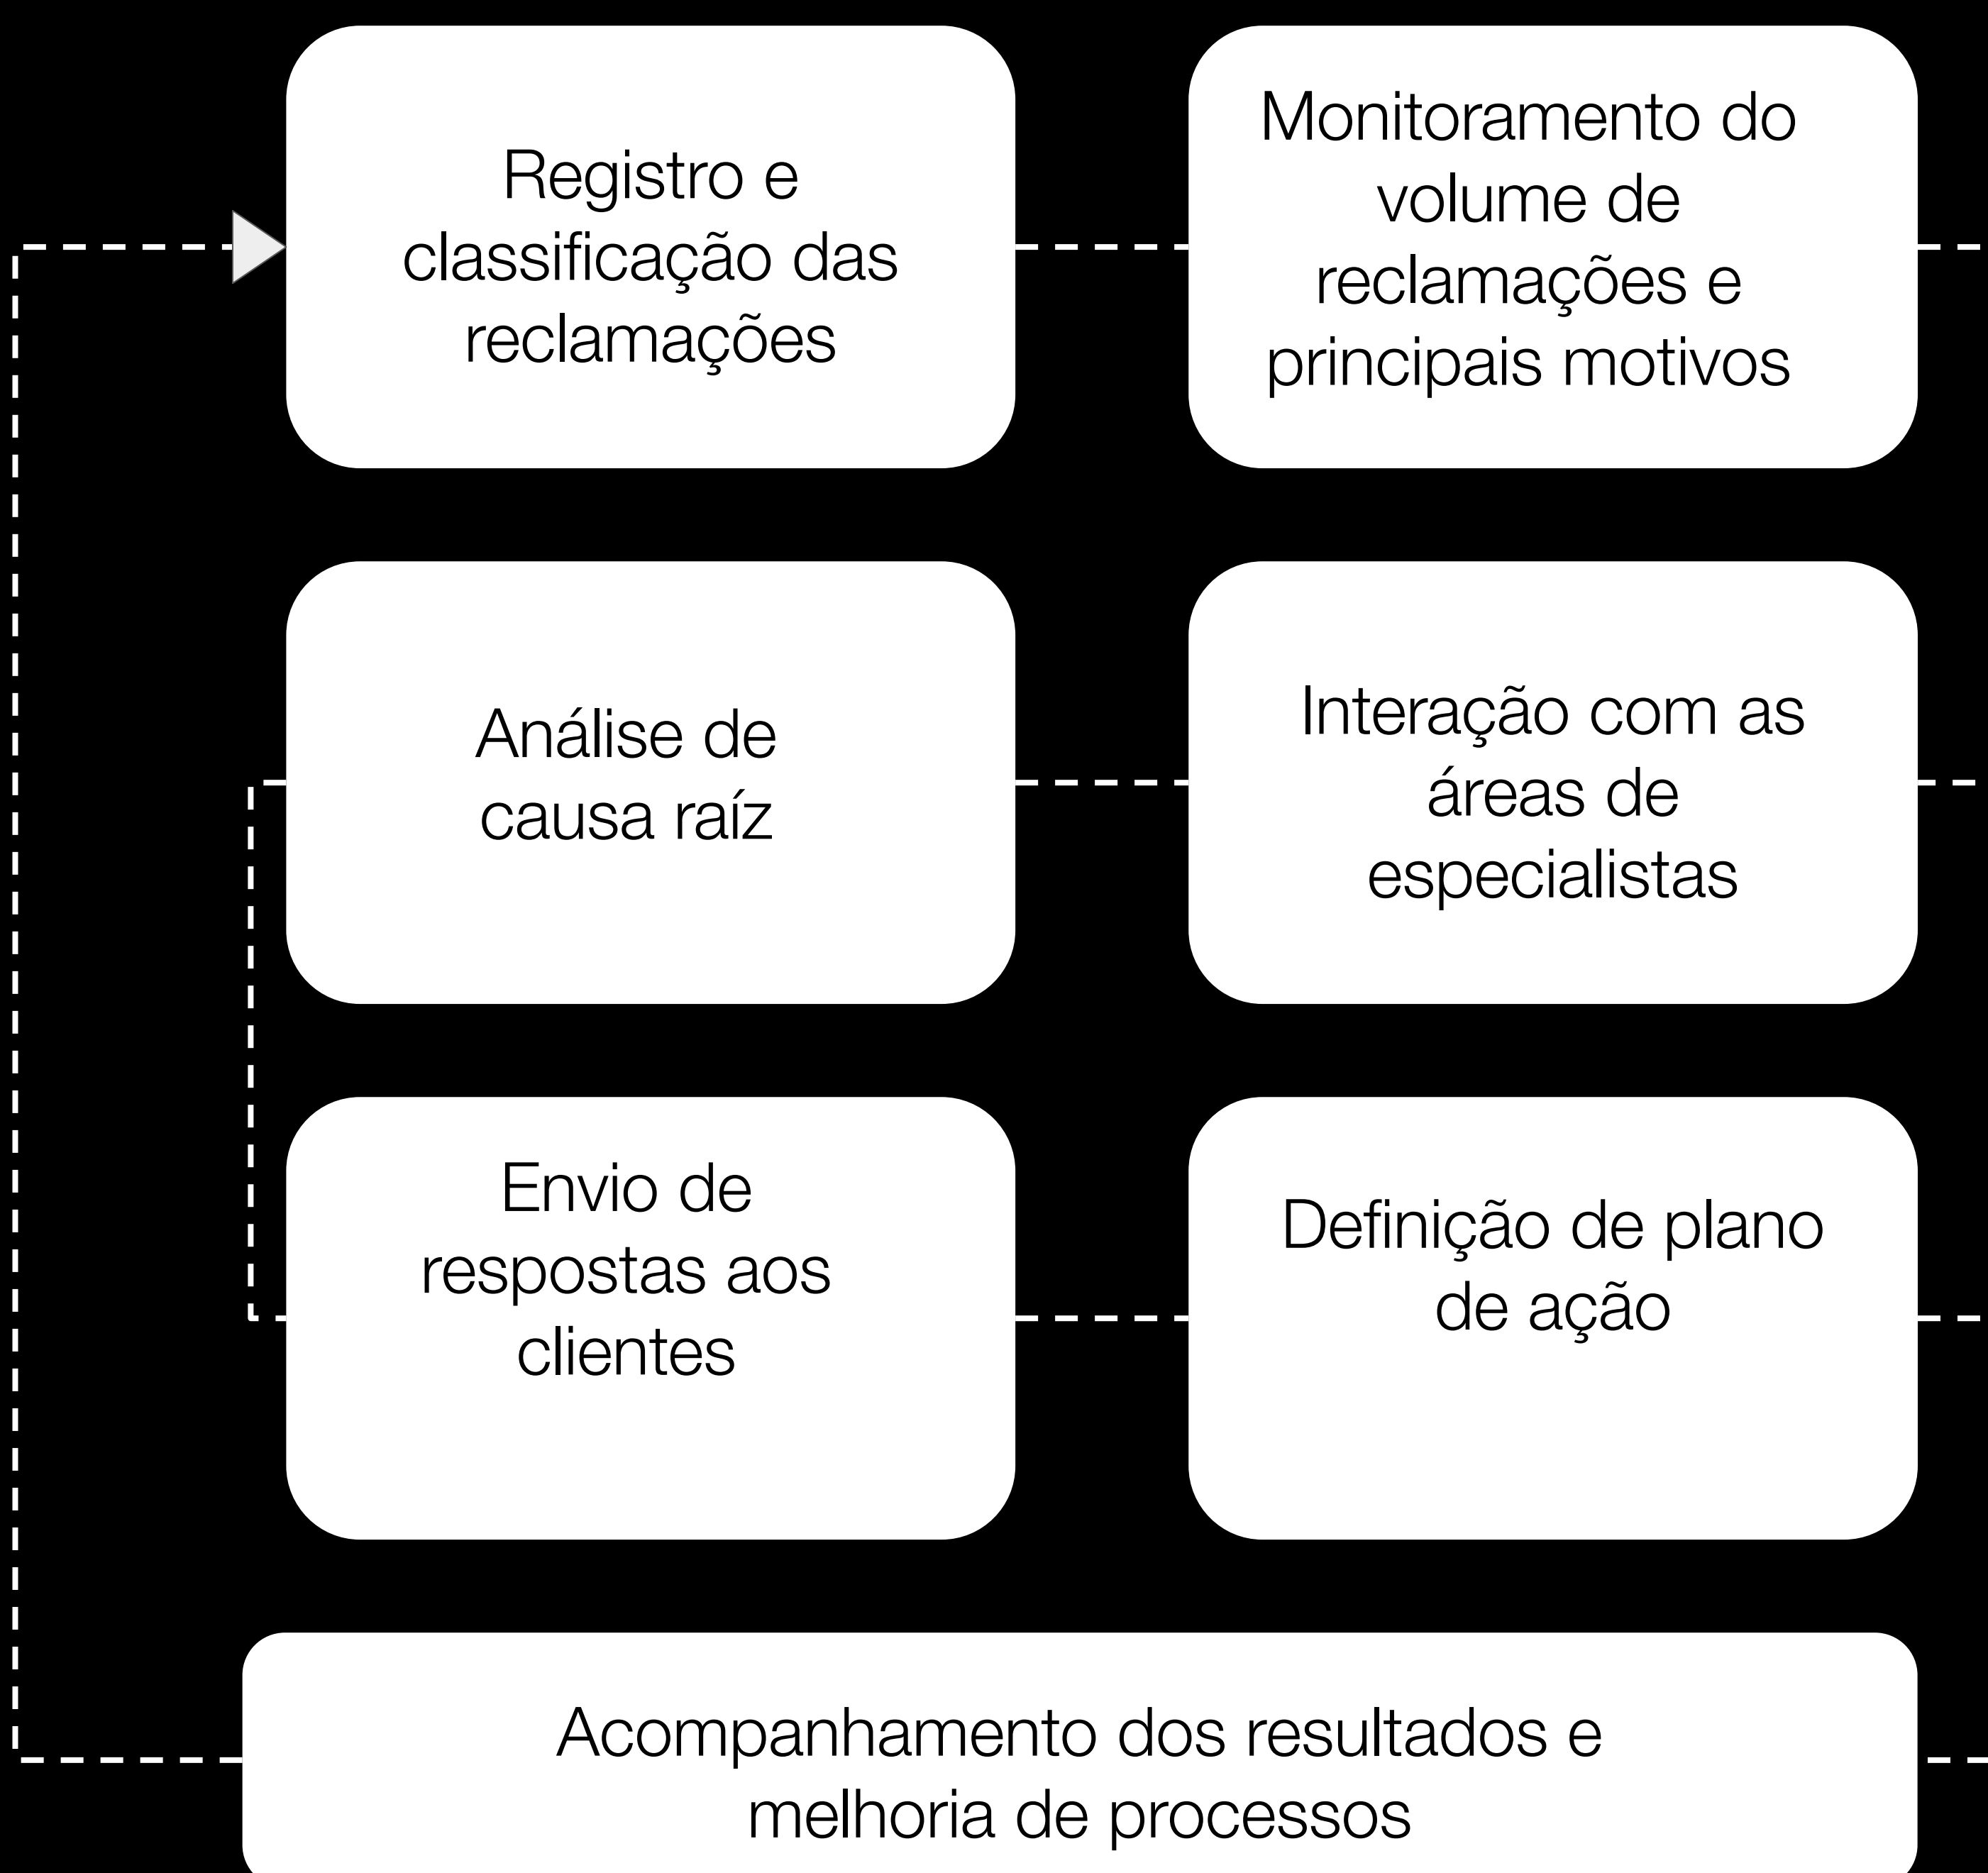 Registro e
classificação das
reclamações
Monitoramento do
volume de
reclamações e
principais motivos
Análise de
causa raíz
Interação com as
áreas de
especialistas
Envio de
respostas aos
clientes
Definição de plano
de ação
Acompanhamento dos resultados e
melhoria de processos